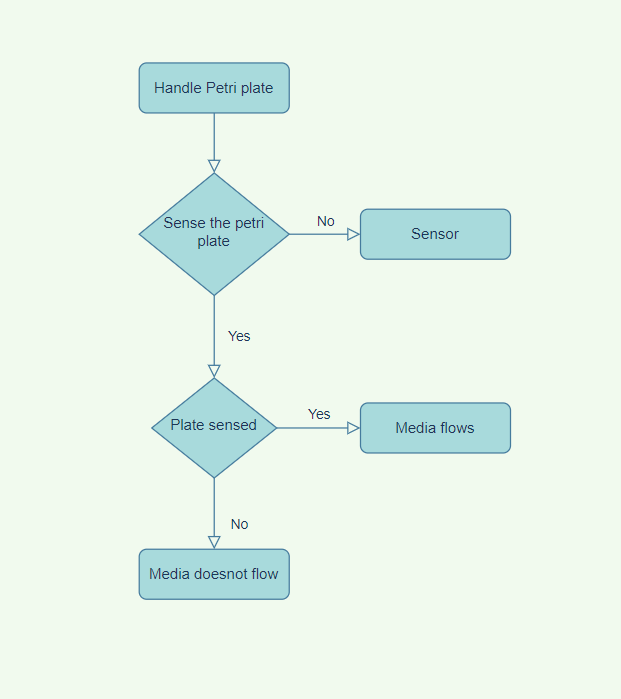 Handle Petri plate
Sense the petri
plate
No
Sensor
Yes
Plate sensed
Yes
Media flows
No
Media doesnot flow